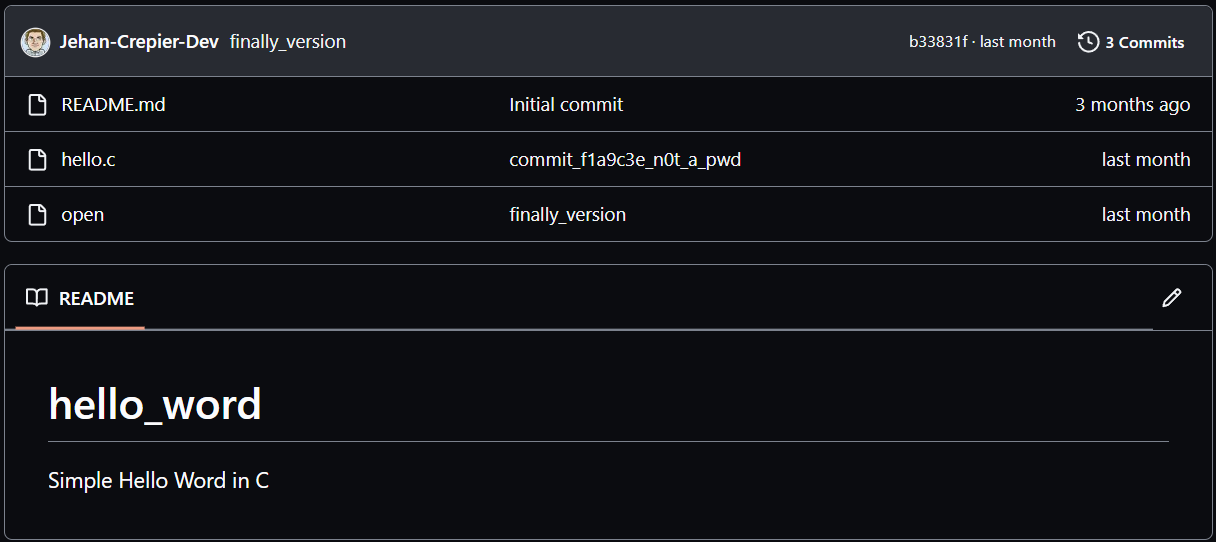 Jehan-Crepier-Dev finally_version b33831f · last month 3 Commits
README.md Initial commit 3 months ago
hello.c commit_f1a9c3e_n0t_a_pwd last month
open finally_version last month
README
hello_word
Simple Hello Word in C